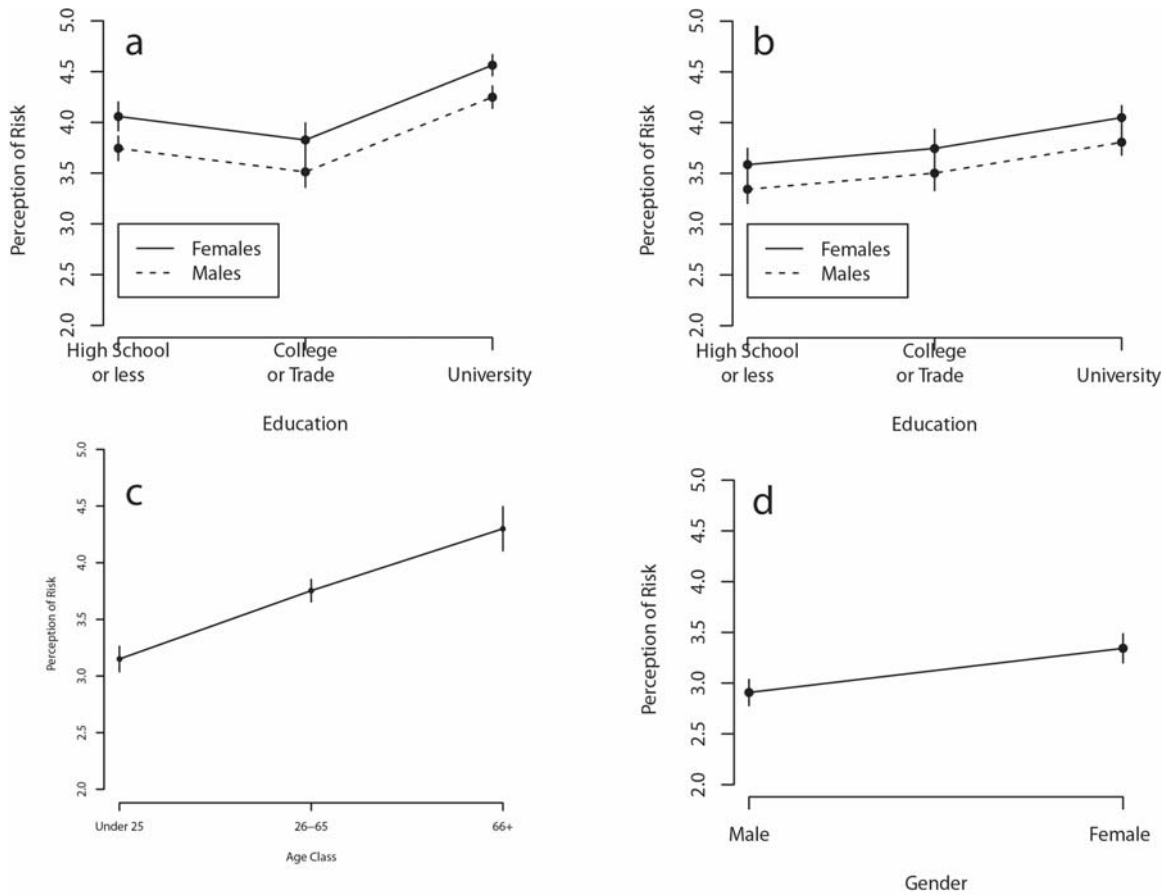 a
Perception of Risk
5.0
4.5
4.0
3.5
3.0
2.5
2.0
Females
Males
High School
or less
College
or Trade
University
Education
b
Perception of Risk
5.0
4.5
4.0
3.5
3.0
2.5
2.0
Females
Males
High School
or less
College
or Trade
University
Education
c
Perception of Risk
5.0
4.5
4.0
3.5
3.0
2.5
2.0
Under 25
26–65
66+
Age Class
d
Perception of Risk
5.0
4.5
4.0
3.5
3.0
2.5
2.0
Male
Female
Gender